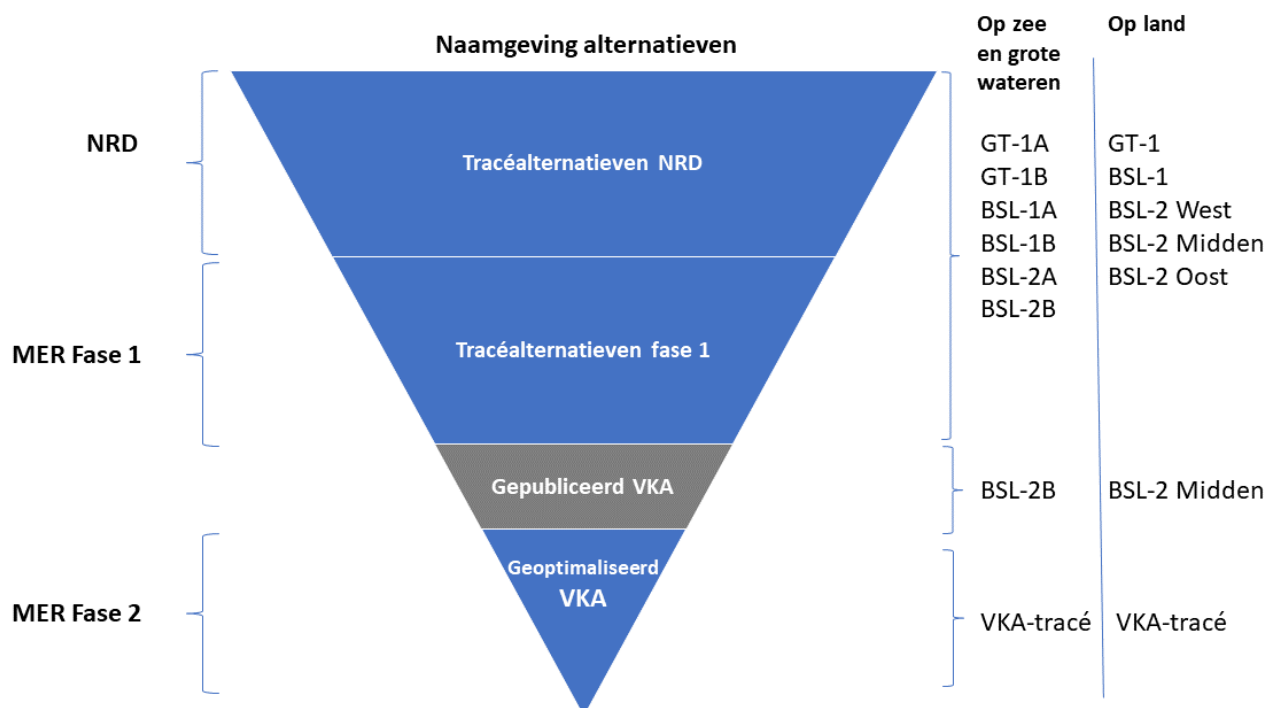 Naamgeving alternatieven
Op zee
en grote
wateren
Op land
NRD
Tracéalternatieven NRD
GT-1A
GT-1B
BSL-1A
BSL-1B
BSL-2A
BSL-2B
GT-1
BSL-1
BSL-2 West
BSL-2 Midden
BSL-2 Oost
MER Fase 1
Tracéalternatieven fase 1
Gepubliceerd VKA
BSL-2B
BSL-2 Midden
MER Fase 2
Geoptimaliseerd
VKA
VKA-tracé
VKA-tracé